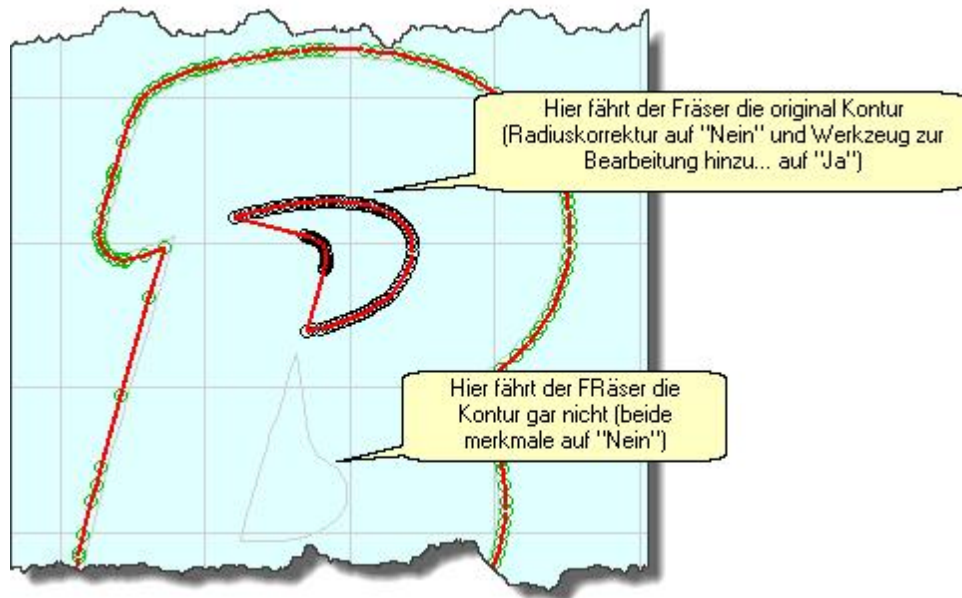 Hier fährt der Fräser die original Kontur
(Radiuskorrektur auf "Nein" und Werkzeug zur
Bearbeitung hinzu... auf "Ja")
Hier fährt der FRäser die
Kontur gar nicht (beide
merkmale auf "Nein")